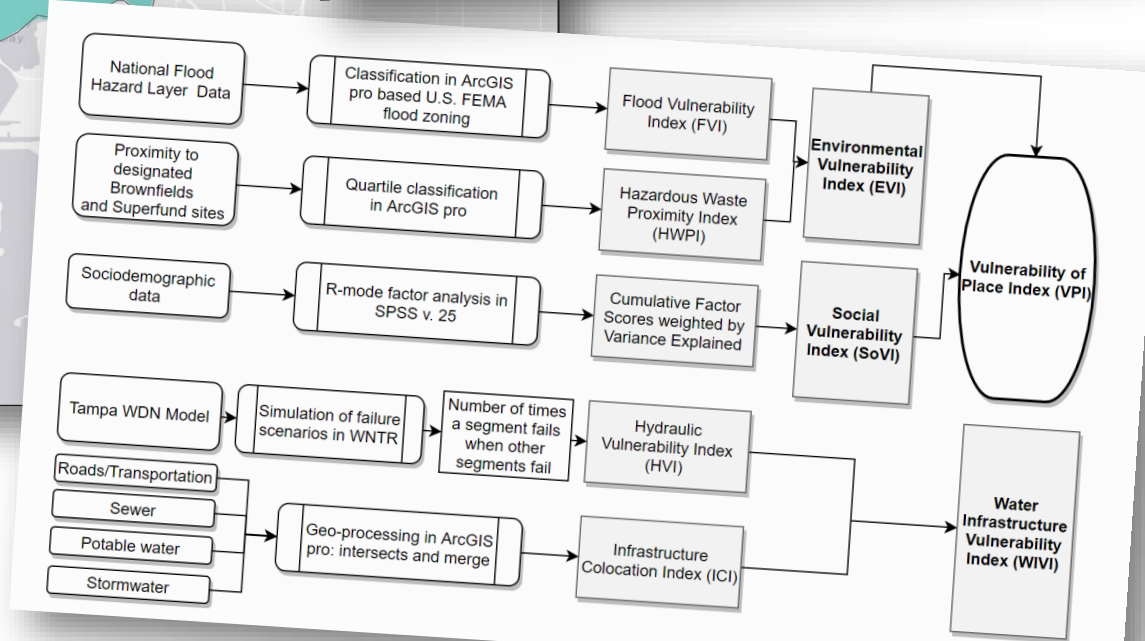 National Flood
Hazard Layer Data
Classification in ArcGIS
pro based U.S. FEMA
flood zoning
Flood Vulnerability
Index (FVI)
Environmental
Vulnerability
Index (EVI)
Proximity to
designated
Brownfields
and Superfund sites
Quartile classification
in ArcGIS pro
Hazardous Waste
Proximity Index
(HWPI)
Vulnerability of
Place Index (VPI)
Sociodemographic
data
R-mode factor analysis in
SPSS v. 25
Cumulative Factor
Scores weighted by
Variance Explained
Social
Vulnerability
Index (SoVI)
Tampa WDN Model
Simulation of failure
scenarios in WNTR
Number of times
a segment fails
when other
segments fail
Hydraulic
Vulnerability Index
(HVI)
Roads/Transportation
Sewer
Potable water
Stormwater
Geo-processing in ArcGIS
pro: intersects and merge
Infrastructure
Colocation Index (ICI)
Water
Infrastructure
Vulnerability
Index (WIVI)